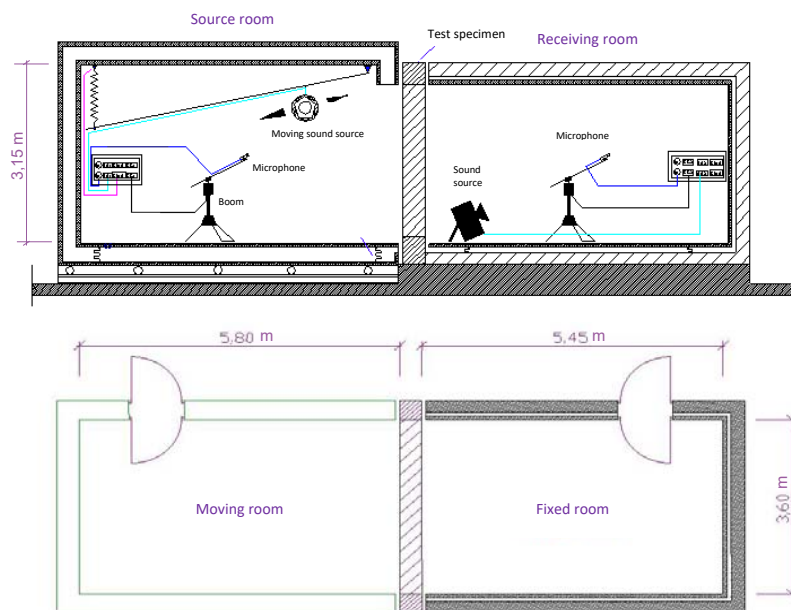 Source room
Test specimen
Receiving room
3,15 m
Moving sound source
Microphone
Boom
Microphone
Sound
source
5,80 m
5,45 m
Moving room
Fixed room
3,60 m